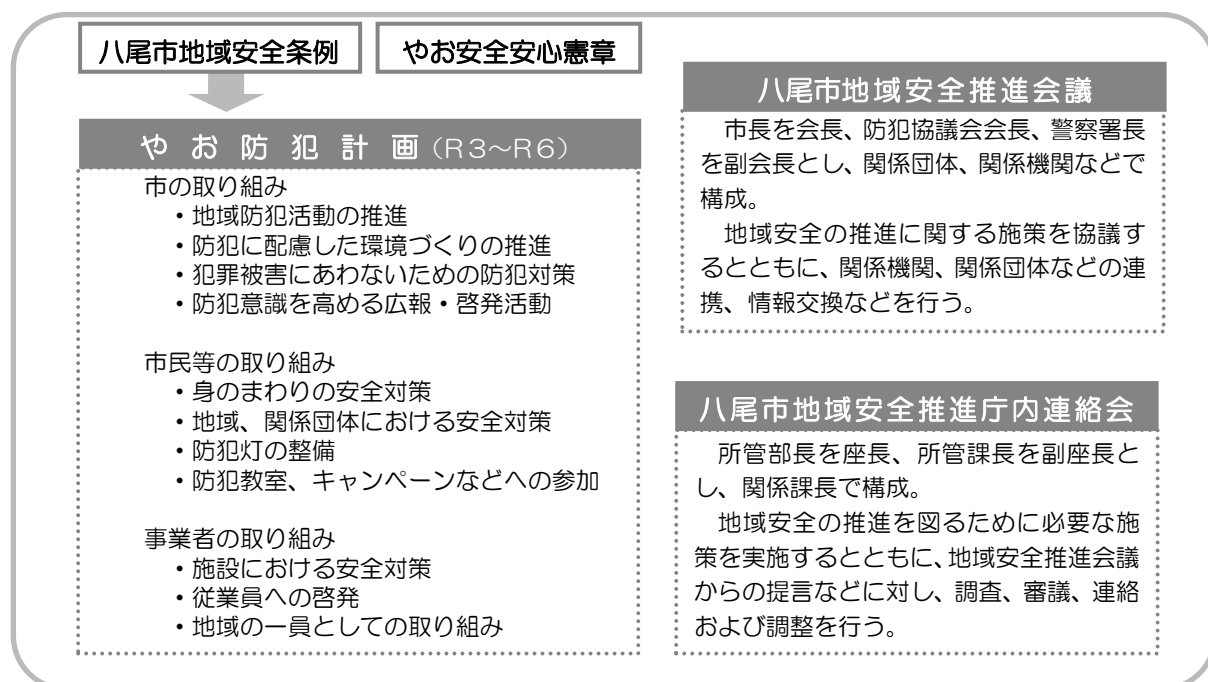 八尾市地域安全条例
やお安全安心憲章
やお防犯計画(R3〜R6)
市の取り組み
・地域防犯活動の推進
・防犯に配慮した環境づくりの推進
・犯罪被害にあわないための防犯対策
・防犯意識を高める広報・啓発活動
市民等の取り組み
・身のまわりの安全対策
・地域、関係団体における安全対策
・防犯灯の整備
・防犯教室、キャンペーンなどへの参加
事業者の取り組み
・施設における安全対策
・従業員への啓発
・地域の一員としての取り組み
八尾市地域安全推進会議
市長を会長、防犯協議会会長、警察署長
を副会長とし、関係団体、関係機関などで
構成。
地域安全の推進に関する施策を協議す
るとともに、関係機関、関係団体などの連
携、情報交換などを行う。
八尾市地域安全推進庁内連絡会
所管部長を座長、所管課長を副座長と
し、関係課長で構成。
地域安全の推進を図るために必要な施
策を実施するとともに、地域安全推進会議
からの提言などに対し、調査、審議、連絡
および調整を行う。